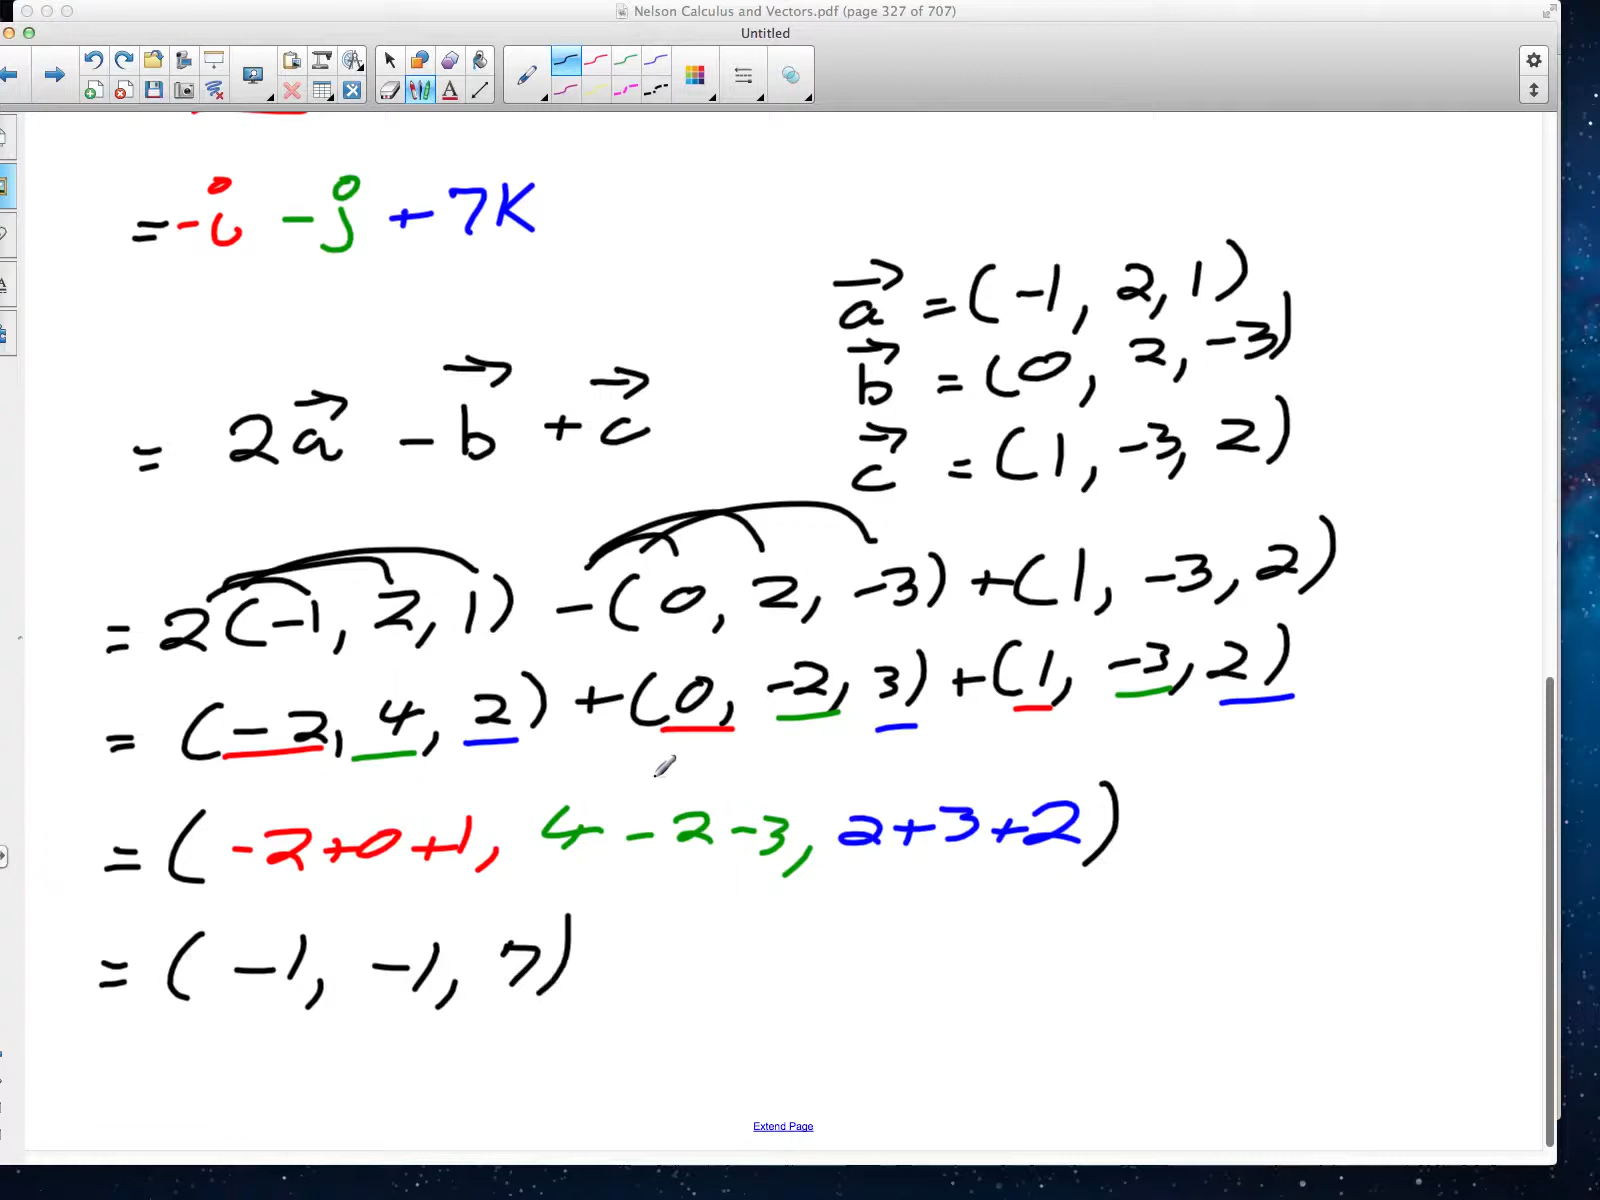 Nelson Calculus and Vectors.pdf (page 327 of 707)
Untitled
= -i - j + 7K
a⃗ = (-1, 2, 1)
b⃗ = (0, 2, -3)
c⃗ = (1, -3, 2)
= 2a⃗ - b⃗ + c⃗
= 2(-1, 2, 1) - (0, 2, -3) + (1, -3, 2)
= (-2, 4, 2) + (0, -2, 3) + (1, -3, 2)
= (-2+0+1, 4-2-3, 2+3+2)
= (-1, -1, 7)
Extend Page